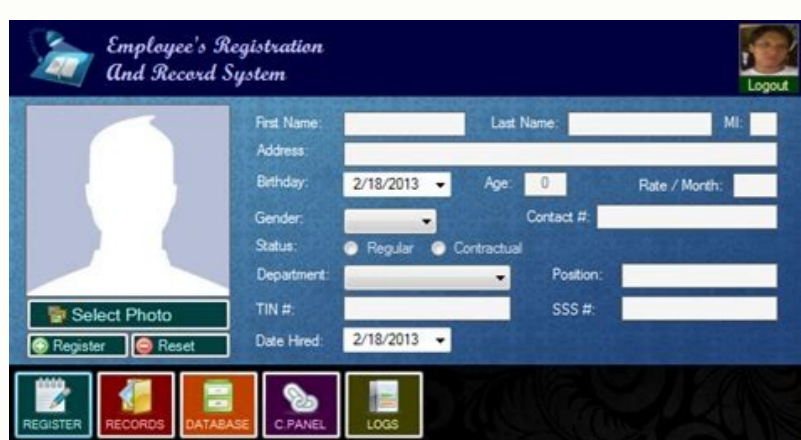 Employee's Registration
And Record System
Logout
First Name: Last Name: MI:
Address:
Birthday: 2/18/2013 Age: 0 Rate / Month:
Gender: Contact #:
Status: Regular Contractual
Department: Position:
Select Photo
TIN #: SSS #:
Register Reset
Date Hired: 2/18/2013
REGISTER RECORDS DATABASE C.PANEL LOGS